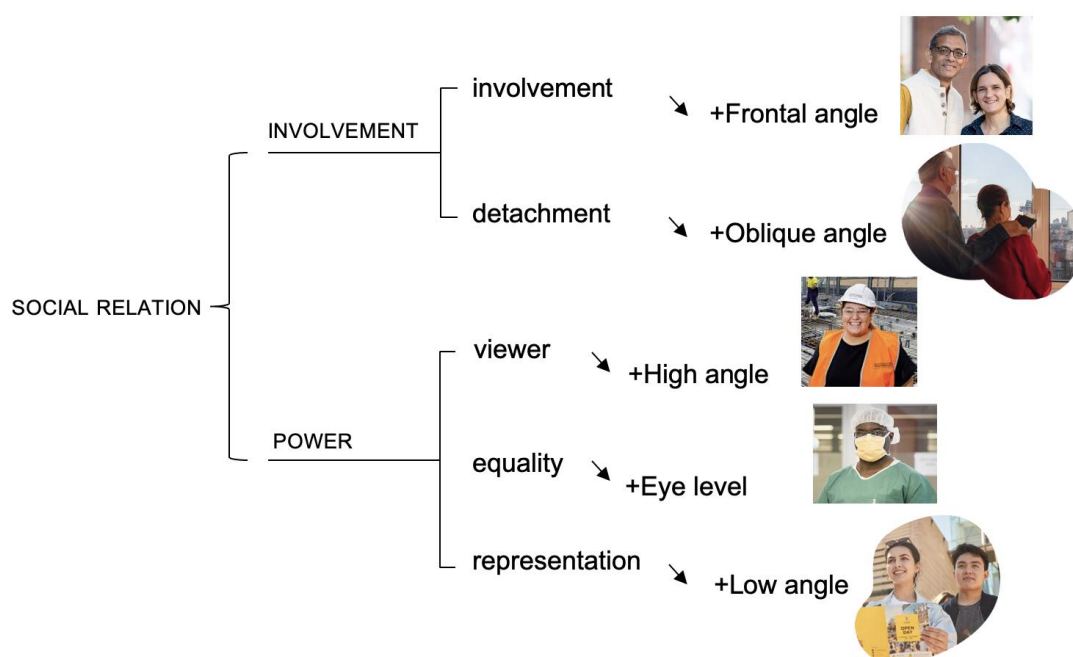 involvement
INVOLVEMENT
+Frontal angle
detachment
+Oblique angle
SOCIAL RELATION
viewer
+High angle
POWER
equality
+Eye level
representation
+Low angle
OPEN
DAY